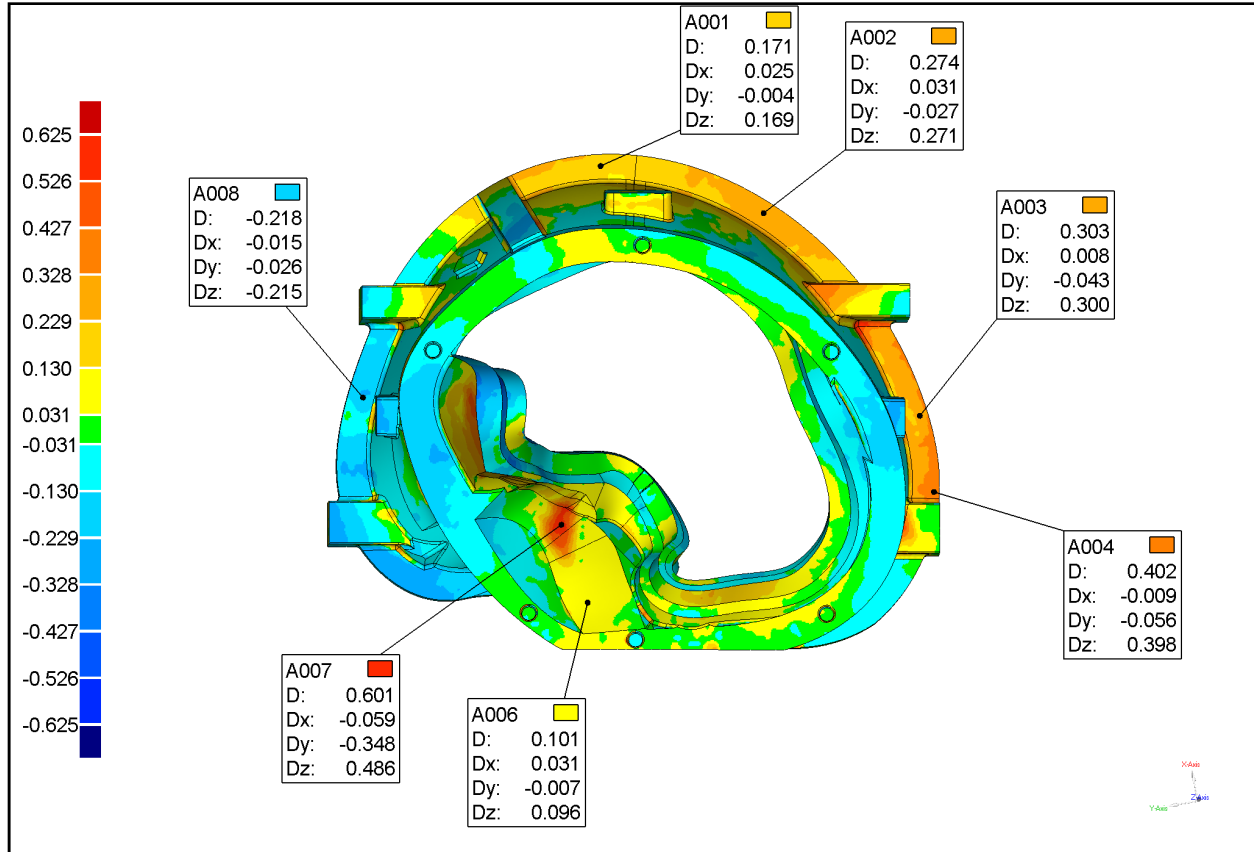 0.625
0.526
0.427
0.328
0.229
0.130
0.031
-0.031
-0.130
-0.229
-0.328
-0.427
-0.526
-0.625
A001
D: 0.171
Dx: 0.025
Dy: -0.004
Dz: 0.169
A002
D: 0.274
Dx: 0.031
Dy: -0.027
Dz: 0.271
A008
D: -0.218
Dx: -0.015
Dy: -0.026
Dz: -0.215
A003
D: 0.303
Dx: 0.008
Dy: -0.043
Dz: 0.300
A004
D: 0.402
Dx: -0.009
Dy: -0.056
Dz: 0.398
A007
D: 0.601
Dx: -0.059
Dy: -0.348
Dz: 0.486
A006
D: 0.101
Dx: 0.031
Dy: -0.007
Dz: 0.096
X-Axis
Y-Axis
Z-Axis